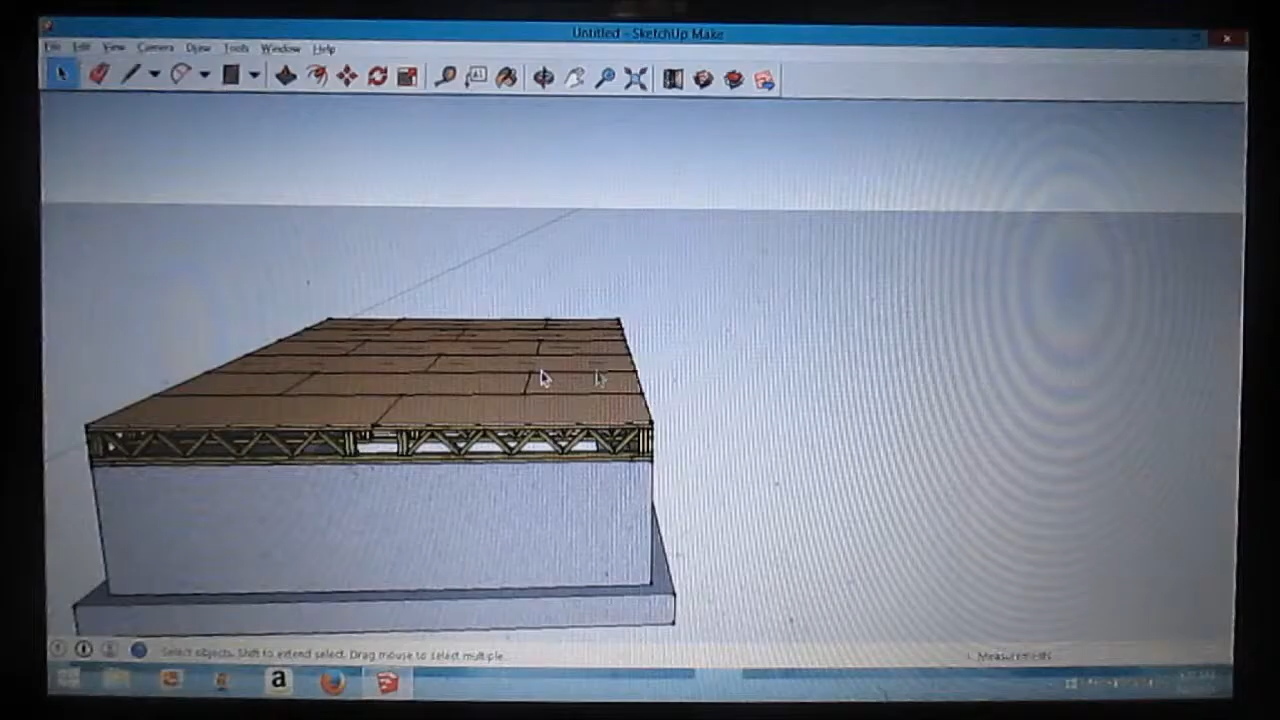 Untitled - SketchUp Make
File Edit View Camera Draw Tools Window Help
A1
Select objects. Shift to extend select. Drag mouse to select multiple.
Measurements
a